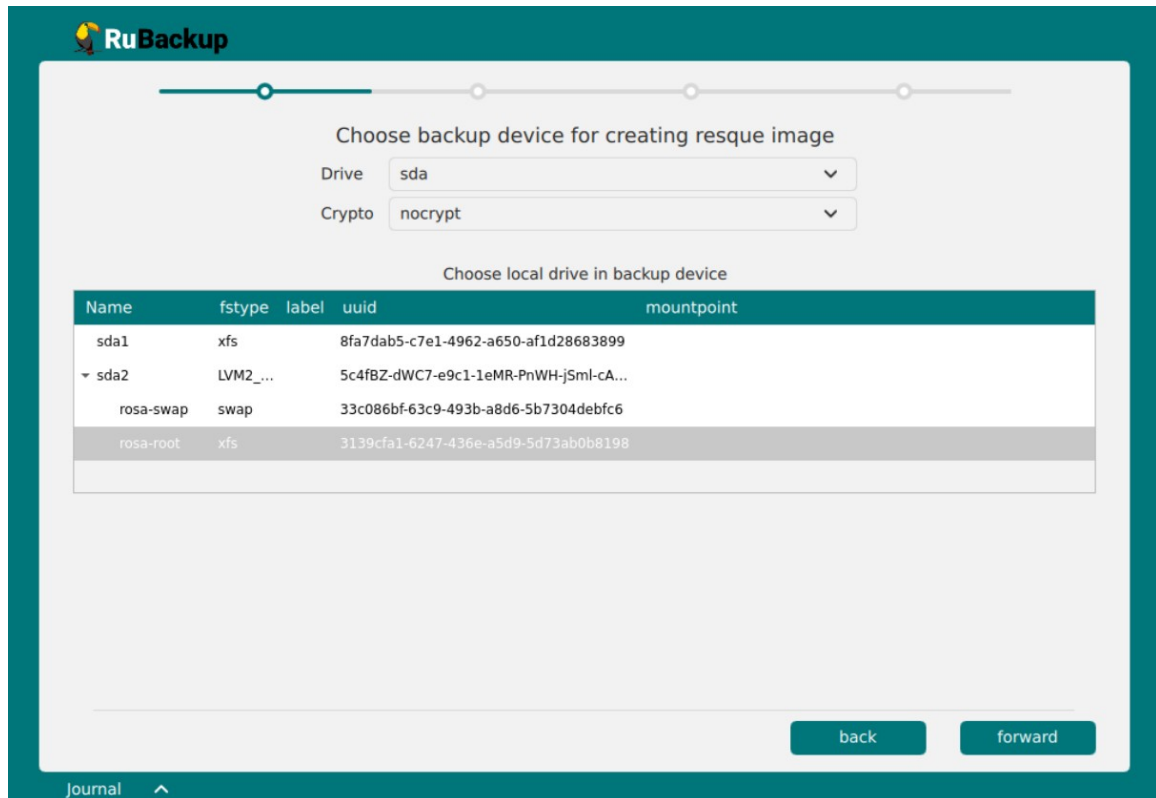 RuBackup
Choose backup device for creating resque image
Drive sda
Crypto nocrypt
Choose local drive in backup device
Name fstype label uuid mountpoint
sda1 xfs 8fa7dab5-c7e1-4962-a650-af1d28683899
sda2 LVM2_... 5c4fBZ-dWC7-e9c1-1eMR-PnWH-jSml-cA...
rosa-swap swap 33c086bf-63c9-493b-a8d6-5b7304debfc6
rosa-root xfs 3139cfa1-6247-436e-a5d9-5d73ab0b8198
back forward
Journal